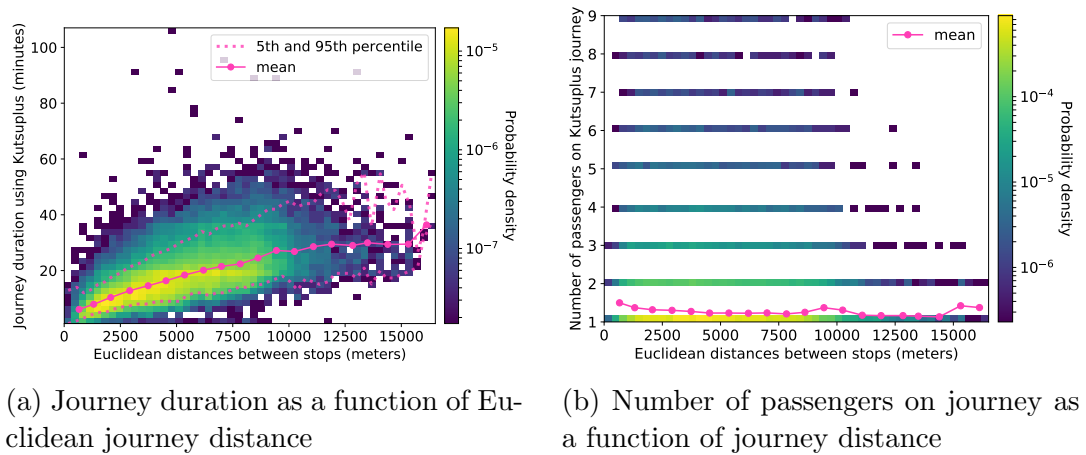 Journey duration using Kutsuplus (minutes)
100
80
60
40
20
0
2500
5000
7500
10000
12500
15000
Euclidean distances between stops (meters)
5th and 95th percentile
mean
10⁻⁵
10⁻⁶
10⁻⁷
Probability density
Number of passengers on Kutsuplus journey
9
8
7
6
5
4
3
2
1
0
2500
5000
7500
10000
12500
15000
Euclidean distances between stops (meters)
mean
10⁻⁴
10⁻⁵
10⁻⁶
Probability density
(a) Journey duration as a function of Eu-
clidean journey distance
(b) Number of passengers on journey as
a function of journey distance